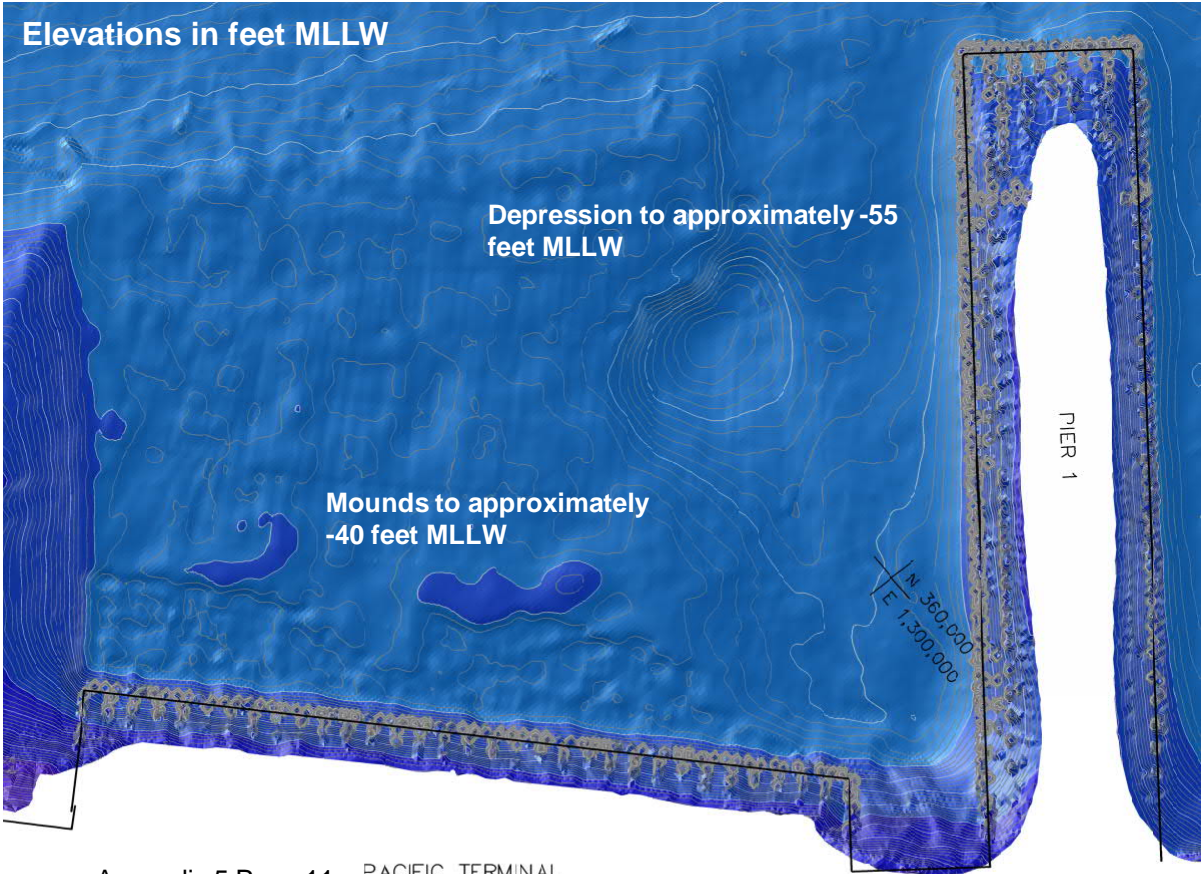 Elevations in feet MLLW
Depression to approximately -55
feet MLLW
Mounds to approximately
-40 feet MLLW
PIER 1
N 360,000
E 1,300,000
PACIFIC TERMINAL